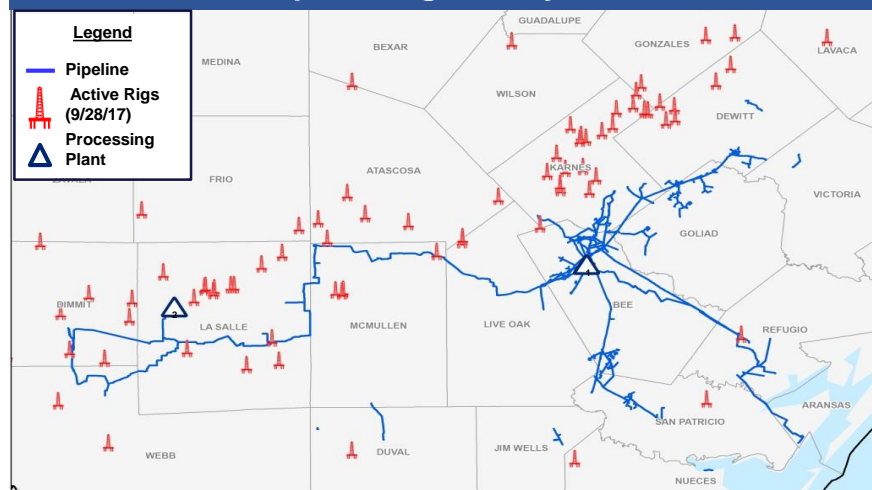 Legend
Pipeline
Active Rigs
(9/28/17)
Processing
Plant
GUADALUPE
BEXAR
MEDINA
GONZALES
LAVACA
WILSON
DEWITT
ATASCOSA
KARNES
FRIO
VICTORIA
GOLIAD
DIMMIT
2
1
BEE
LA SALLE
MCMULLEN
LIVE OAK
REFUGIO
ARANSAS
SAN PATRICIO
WEBB
DUVAL
JIM WELLS
NUECES